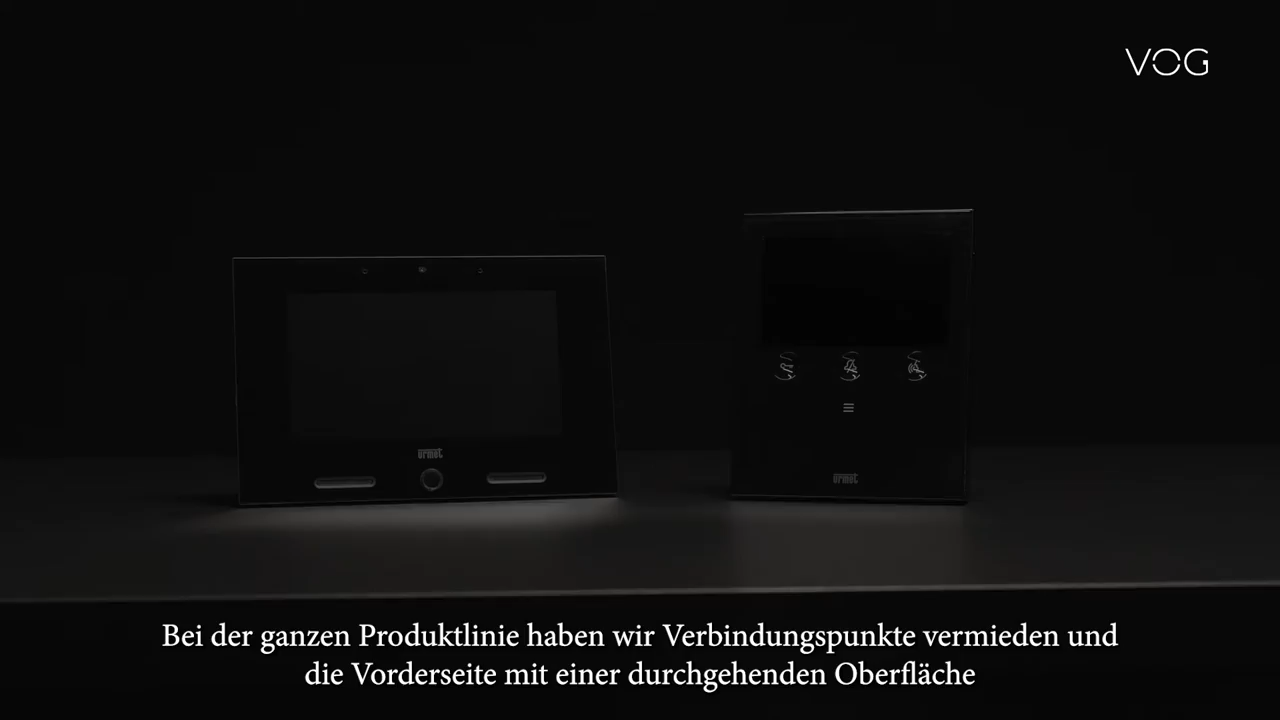 VOG
urmet
urmet
Bei der ganzen Produktlinie haben wir Verbindungspunkte vermieden und
die Vorderseite mit einer durchgehenden Oberfläche